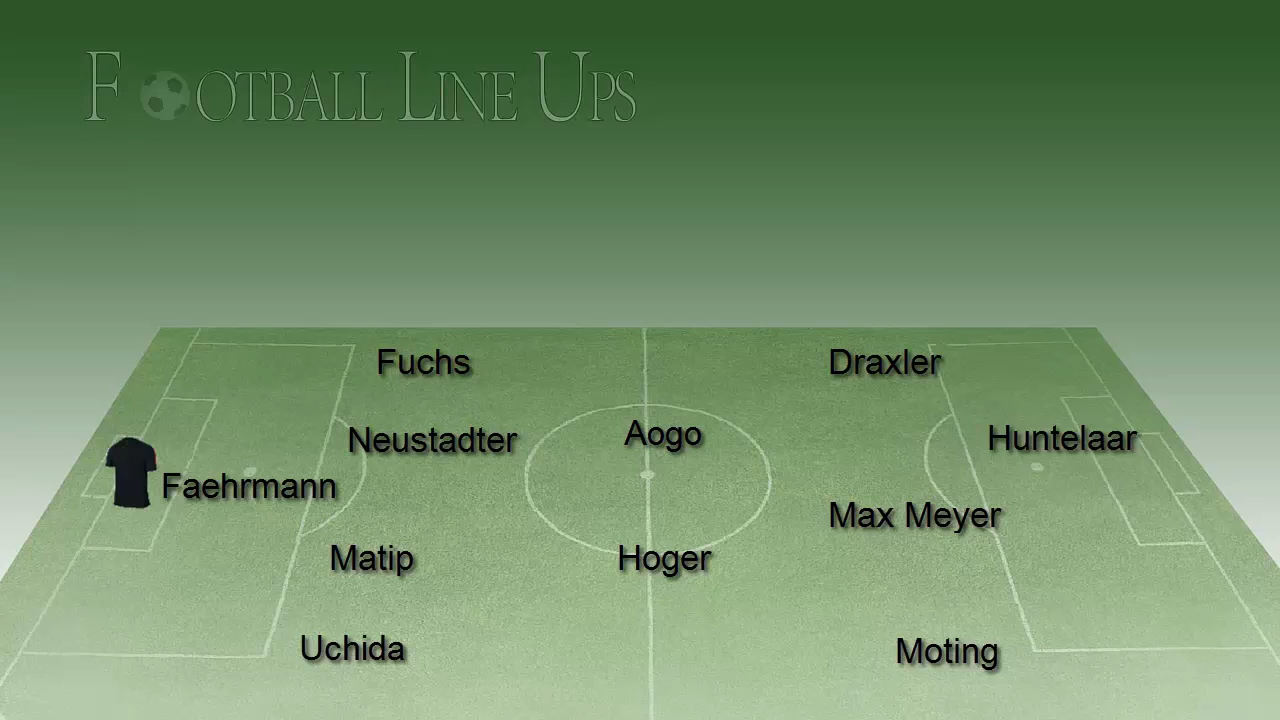 FOOTBALL LINE UPS
Fuchs
Draxler
Neustadter
Aogo
Huntelaar
Faehrmann
Max Meyer
Matip
Hoger
Uchida
Moting